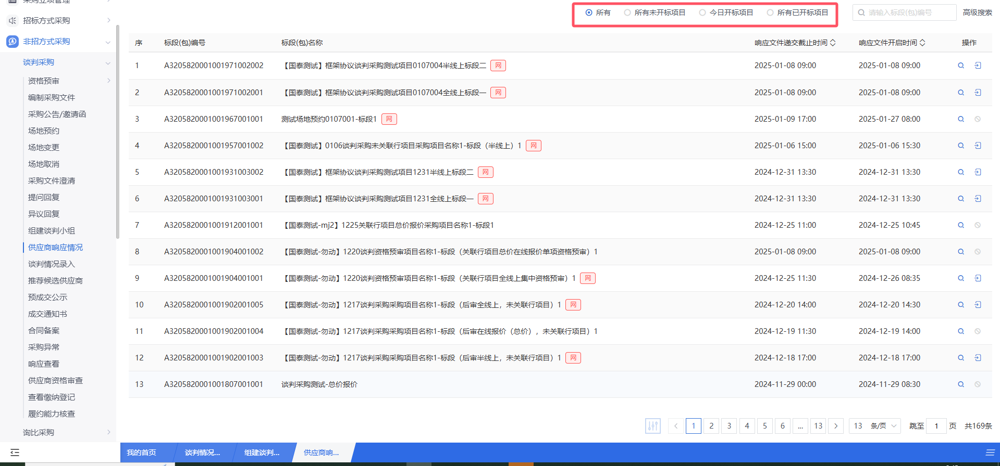 招标方式采购
非招方式采购
谈判采购
资格预审
编制采购文件
采购公告/邀请函
场地预约
场地变更
场地取消
采购文件澄清
提问回复
异议回复
组建谈判小组
供应商响应情况
谈判情况录入
推荐候选供应商
预成交公示
成交通知书
合同备案
采购异常
响应查看
供应商资格审查
查看缴纳登记
履约能力核查
询比采购
所有 所有未开标项目 今日开标项目 所有已开标项目 请输入标段(包)编号 高级搜索
序 标段(包)编号 标段(包)名称 响应文件递交截止时间 响应文件开启时间 操作
1 A3205820001001971002002 【国泰测试】框架协议谈判采购测试项目0107004半线上标段二 网 2025-01-08 09:00 2025-01-08 09:00
2 A3205820001001971002001 【国泰测试】框架协议谈判采购测试项目0107004全线上标段一 网 2025-01-08 09:00 2025-01-08 09:00
3 A3205820001001967001001 测试场地预约0107001-标段1 网 2025-01-09 17:00 2025-01-27 08:00
4 A3205820001001957001002 【国泰测试】0106谈判采购未关联行项目采购项目名称1-标段（半线上）1 网 2025-01-06 15:00 2025-01-06 15:30
5 A3205820001001931003002 【国泰测试】框架协议谈判采购测试项目1231半线上标段二 网 2024-12-31 13:30 2024-12-31 13:30
6 A3205820001001931003001 【国泰测试】框架协议谈判采购测试项目1231全线上标段一 网 2024-12-31 13:30 2024-12-31 13:30
7 A3205820001001912001001 【国泰测试-mj2】1225关联行项目总价报价采购项目名称1-标段1 2024-12-25 11:00 2024-12-25 10:45
8 A3205820001001904001002 【国泰测试-勿动】1220谈判资格预审项目名称1-标段（关联行项目总价在线报价单项资格预审）1 2025-01-08 09:00 2025-01-08 09:00
9 A3205820001001904001001 【国泰测试-勿动】1220谈判资格预审项目名称1-标段（关联行项目全线上集中资格预审）1 网 2024-12-25 11:30 2024-12-26 08:35
10 A3205820001001902001005 【国泰测试-勿动】1217谈判采购采购项目名称1-标段（后审全线上，未关联行项目）1 网 2024-12-20 14:00 2024-12-20 14:30
11 A3205820001001902001004 【国泰测试-勿动】1217谈判采购采购项目名称1-标段（后审在线报价（总价），未关联行项目）1 2024-12-19 11:30 2024-12-19 14:00
12 A3205820001001902001003 【国泰测试-勿动】1217谈判采购采购项目名称1-标段（后审半线上，未关联行项目）1 网 2024-12-18 17:00 2024-12-18 17:00
13 A3205820001001807001001 谈判采购测试-总价报价 2024-11-29 00:00 2024-11-29 08:30
1 2 3 4 5 6 ... 13 13 条/页 跳至 1 页 共169条
我的首页 谈判情况... 组建谈判... 供应商响...